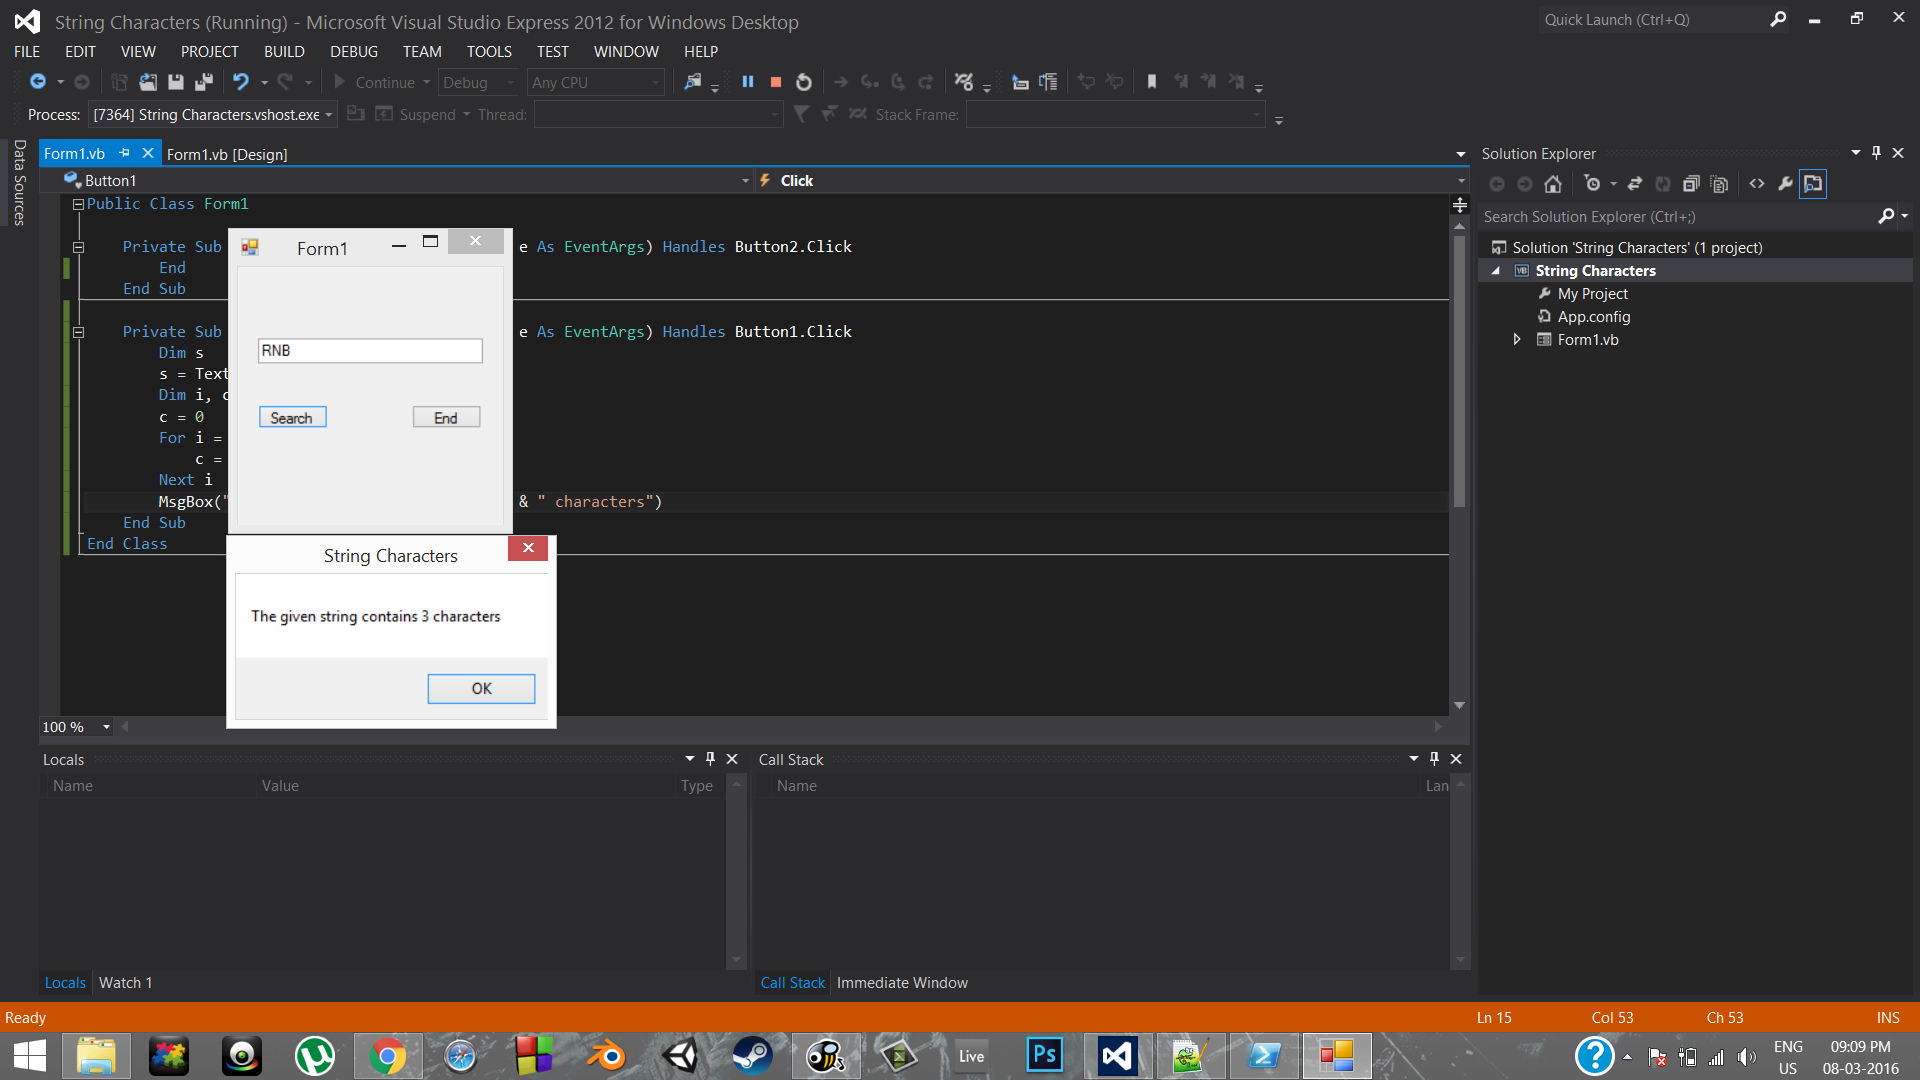 String Characters (Running) - Microsoft Visual Studio Express 2012 for Windows Desktop
Quick Launch (Ctrl+Q)
FILE EDIT VIEW PROJECT BUILD DEBUG TEAM TOOLS TEST WINDOW HELP
Continue Debug Any CPU
Process: [7364] String Characters.vshost.exe Suspend Thread: Stack Frame:
Data Sources
Form1.vb Form1.vb [Design]
Button1 Click
Public Class Form1
Private Sub e As EventArgs) Handles Button2.Click
End
End Sub
Private Sub e As EventArgs) Handles Button1.Click
Dim s
s = Text
Dim i, c
c = 0
For i =
c =
Next i
MsgBox(" & " characters")
End Sub
End Class
Form1
RNB
Search End
String Characters
The given string contains 3 characters
OK
100 %
Solution Explorer
Search Solution Explorer (Ctrl+;)
Solution 'String Characters' (1 project)
String Characters
My Project
App.config
Form1.vb
Locals
Name Value Type
Locals Watch 1
Call Stack
Name Lan
Call Stack Immediate Window
Ready Ln 15 Col 53 Ch 53 INS
Live Ps
ENG
US
09:09 PM
08-03-2016